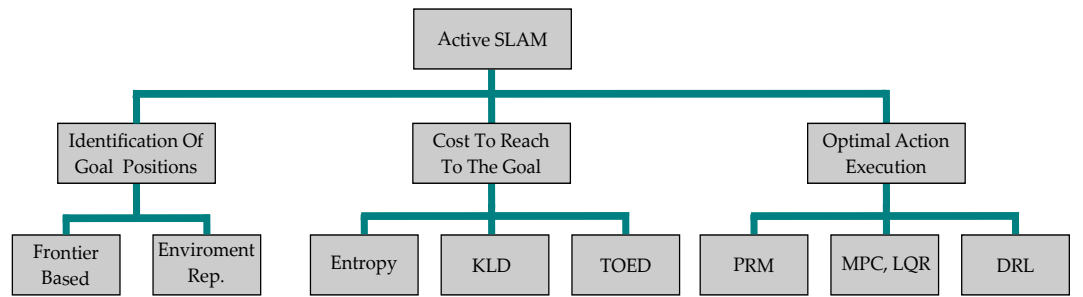 Active SLAM
Identification Of
Goal Positions
Cost To Reach
To The Goal
Optimal Action
Execution
Frontier
Based
Enviroment
Rep.
Entropy
KLD
TOED
PRM
MPC, LQR
DRL